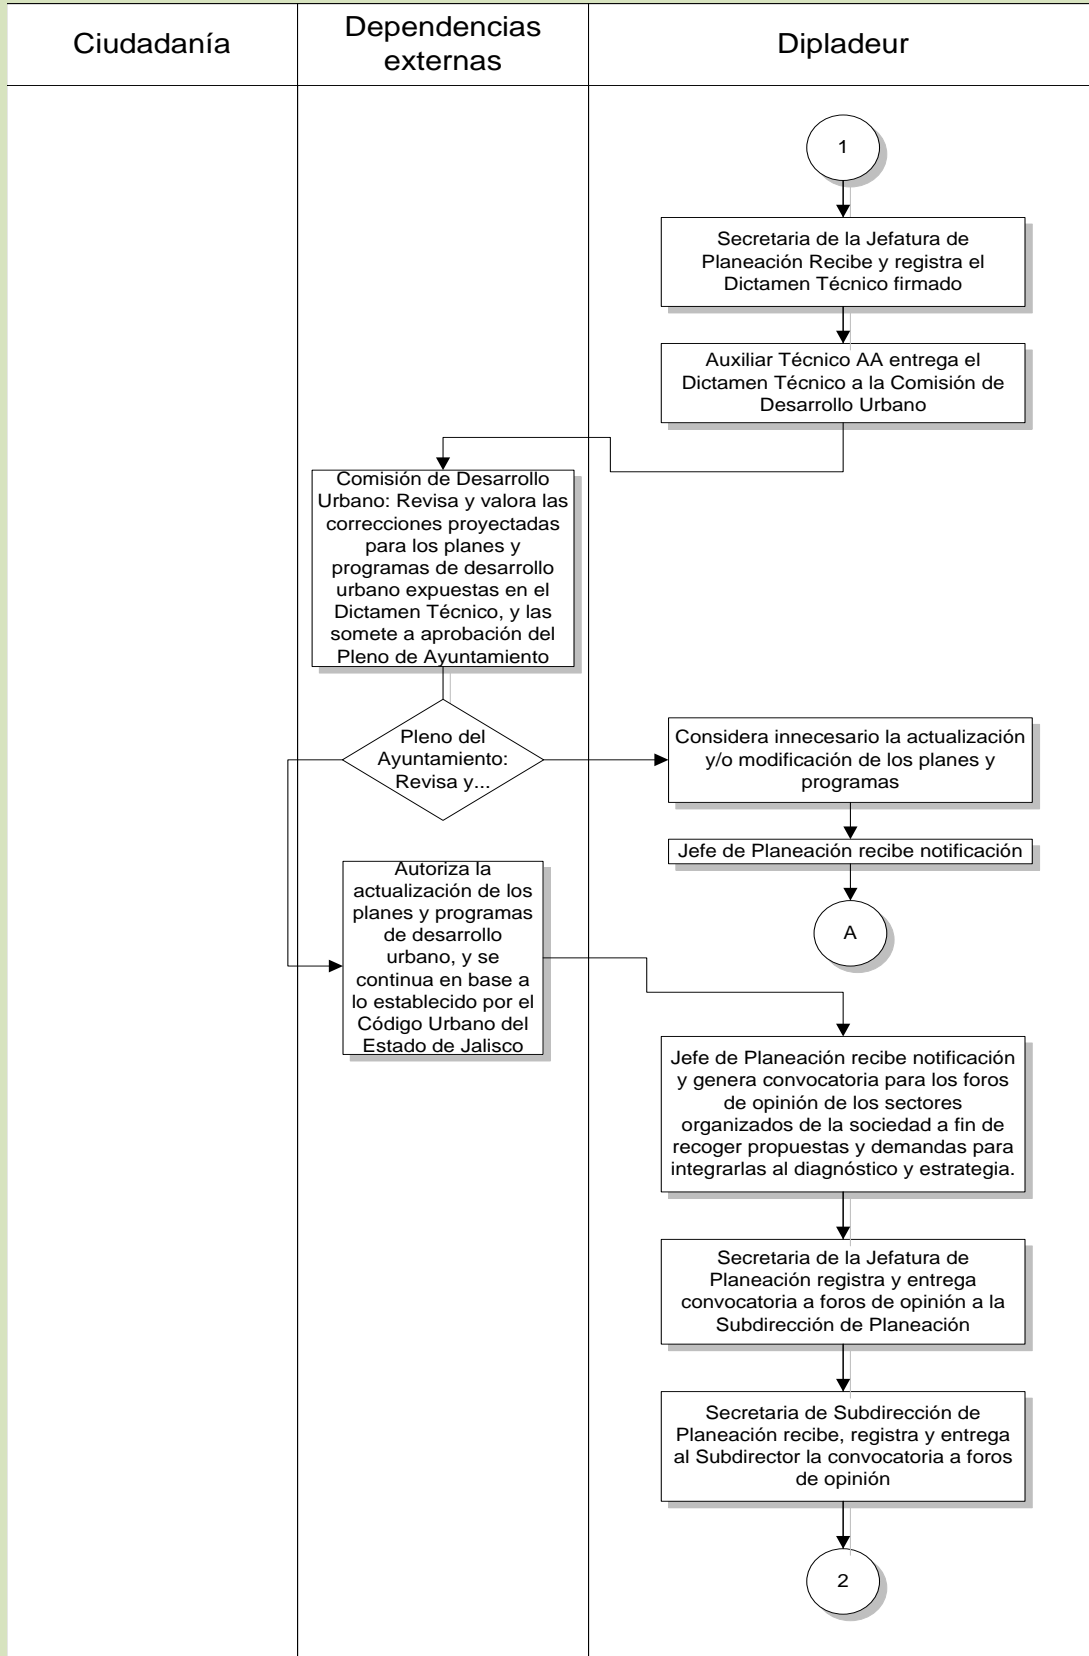 Ciudadanía
Dependencias
externas
Dipladeur
1
Secretaria de la Jefatura de
Planeación Recibe y registra el
Dictamen Técnico firmado
Auxiliar Técnico AA entrega el
Dictamen Técnico a la Comisión de
Desarrollo Urbano
Comisión de Desarrollo
Urbano: Revisa y valora las
correcciones proyectadas
para los planes y
programas de desarrollo
urbano expuestas en el
Dictamen Técnico, y las
somete a aprobación del
Pleno de Ayuntamiento
Pleno del
Ayuntamiento:
Revisa y...
Considera innecesario la actualización
y/o modificación de los planes y
programas
Jefe de Planeación recibe notificación
A
Autoriza la
actualización de los
planes y programas
de desarrollo
urbano, y se
continua en base a
lo establecido por el
Código Urbano del
Estado de Jalisco
Jefe de Planeación recibe notificación
y genera convocatoria para los foros
de opinión de los sectores
organizados de la sociedad a fin de
recoger propuestas y demandas para
integrarlas al diagnóstico y estrategia.
Secretaria de la Jefatura de
Planeación registra y entrega
convocatoria a foros de opinión a la
Subdirección de Planeación
Secretaria de Subdirección de
Planeación recibe, registra y entrega
al Subdirector la convocatoria a foros
de opinión
2